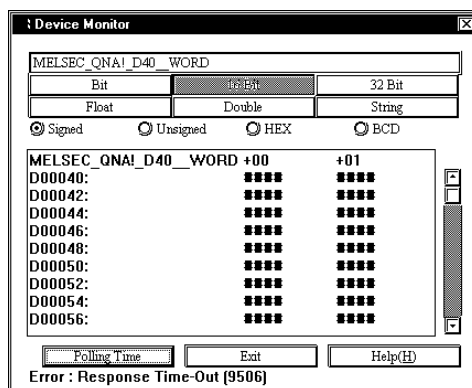 Device Monitor
MELSEC_QNA!_D40__WORD
Bit 16 Bit 32 Bit
Float Double String
Signed Unsigned HEX BCD
MELSEC_QNA!_D40__WORD +00 +01
D00040: #### ####
D00042: #### ####
D00044: #### ####
D00046: #### ####
D00048: #### ####
D00050: #### ####
D00052: #### ####
D00054: #### ####
D00056: #### ####
Polling Time Exit Help(H)
Error : Response Time-Out (9506)